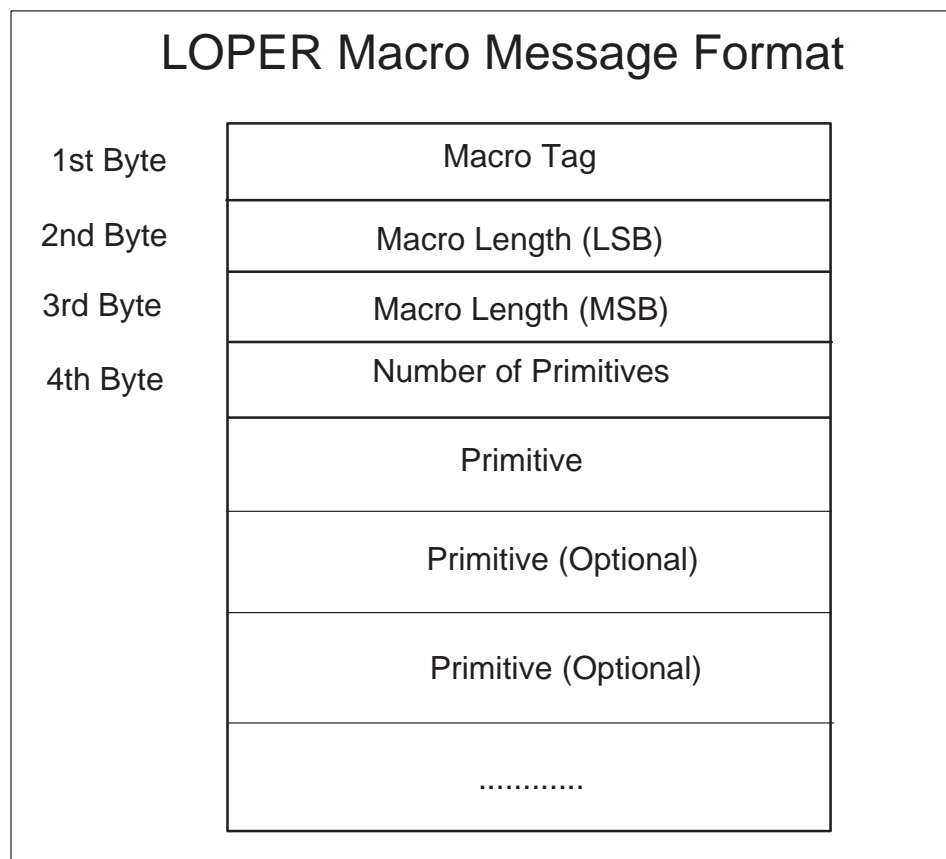 LOPER Macro Message Format
1st Byte
Macro Tag
2nd Byte
Macro Length (LSB)
3rd Byte
Macro Length (MSB)
4th Byte
Number of Primitives
Primitive
Primitive (Optional)
Primitive (Optional)
............